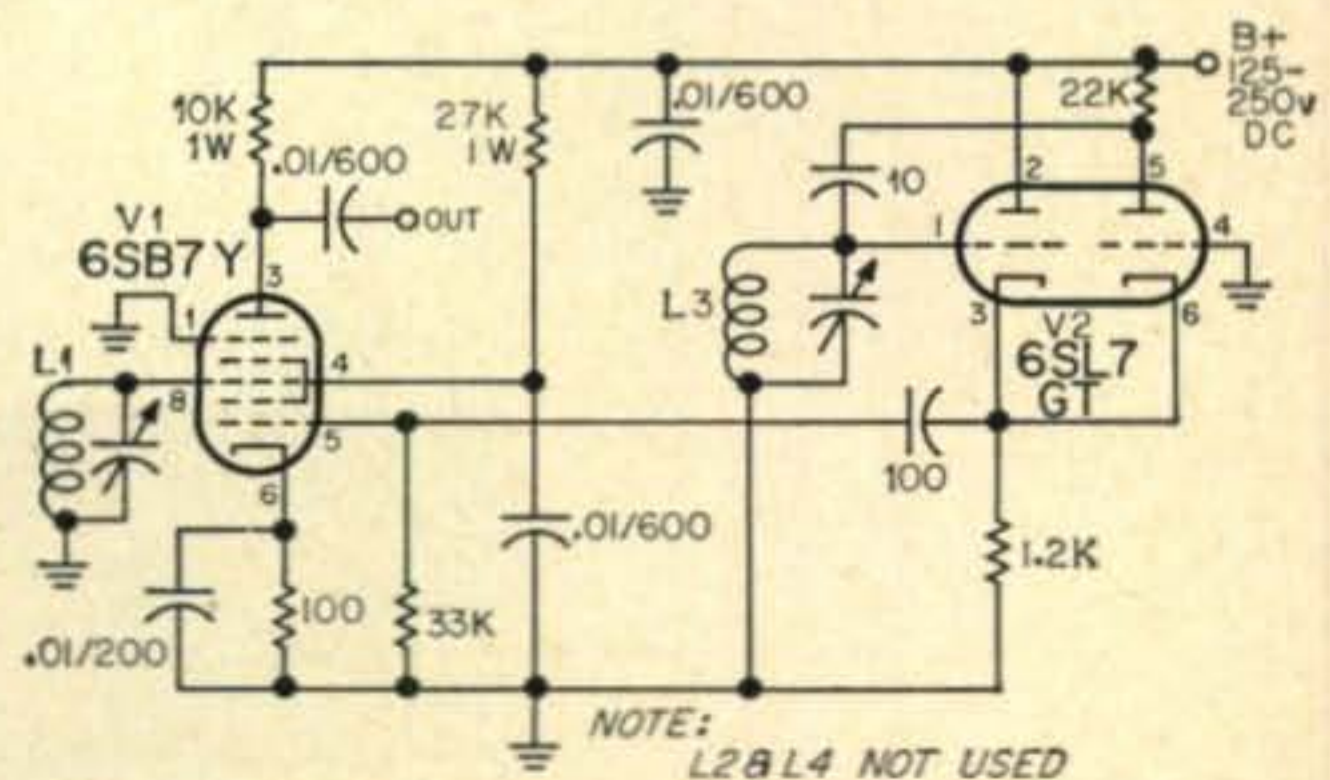 B+
125-
250v
DC
10K
1W
.01/600
27K
1W
.01/600
22K
OUT
V1
6SB7Y
3
1
L1
8
4
5
6
10
2
5
1
4
L3
3
6
V2
6SL7
GT
100
.01/600
1.2K
100
33K
.01/200
NOTE:
L2&L4 NOT USED